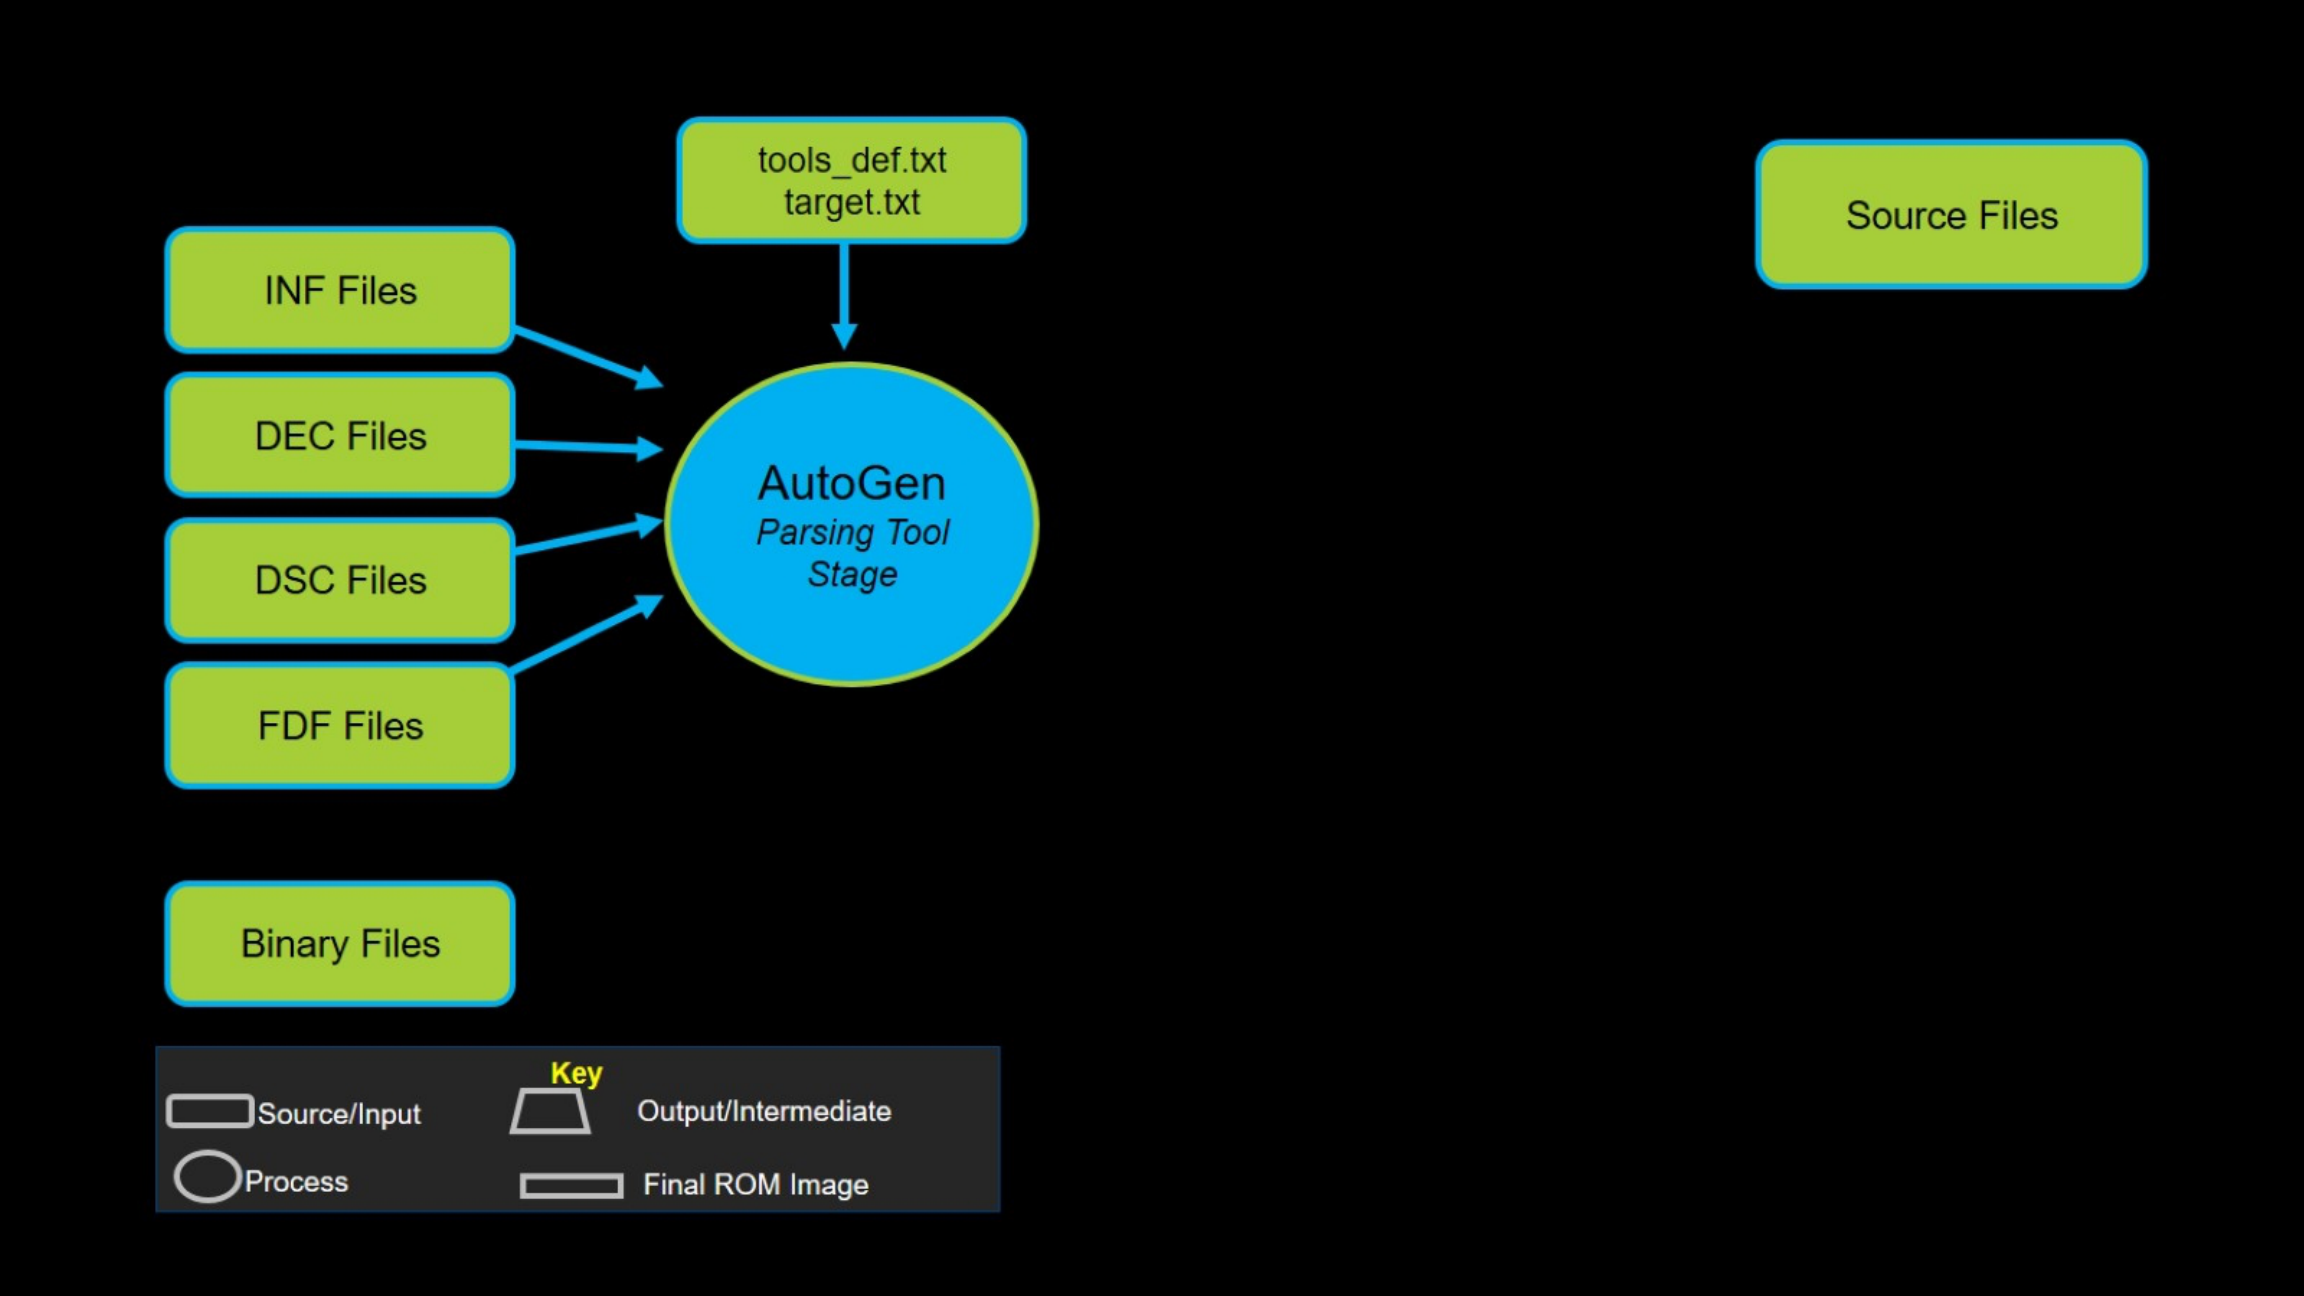 tools_def.txt
target.txt
Source Files
INF Files
DEC Files
DSC Files
FDF Files
AutoGen
Parsing Tool
Stage
Binary Files
Key
Source/Input
Output/Intermediate
Process
Final ROM Image